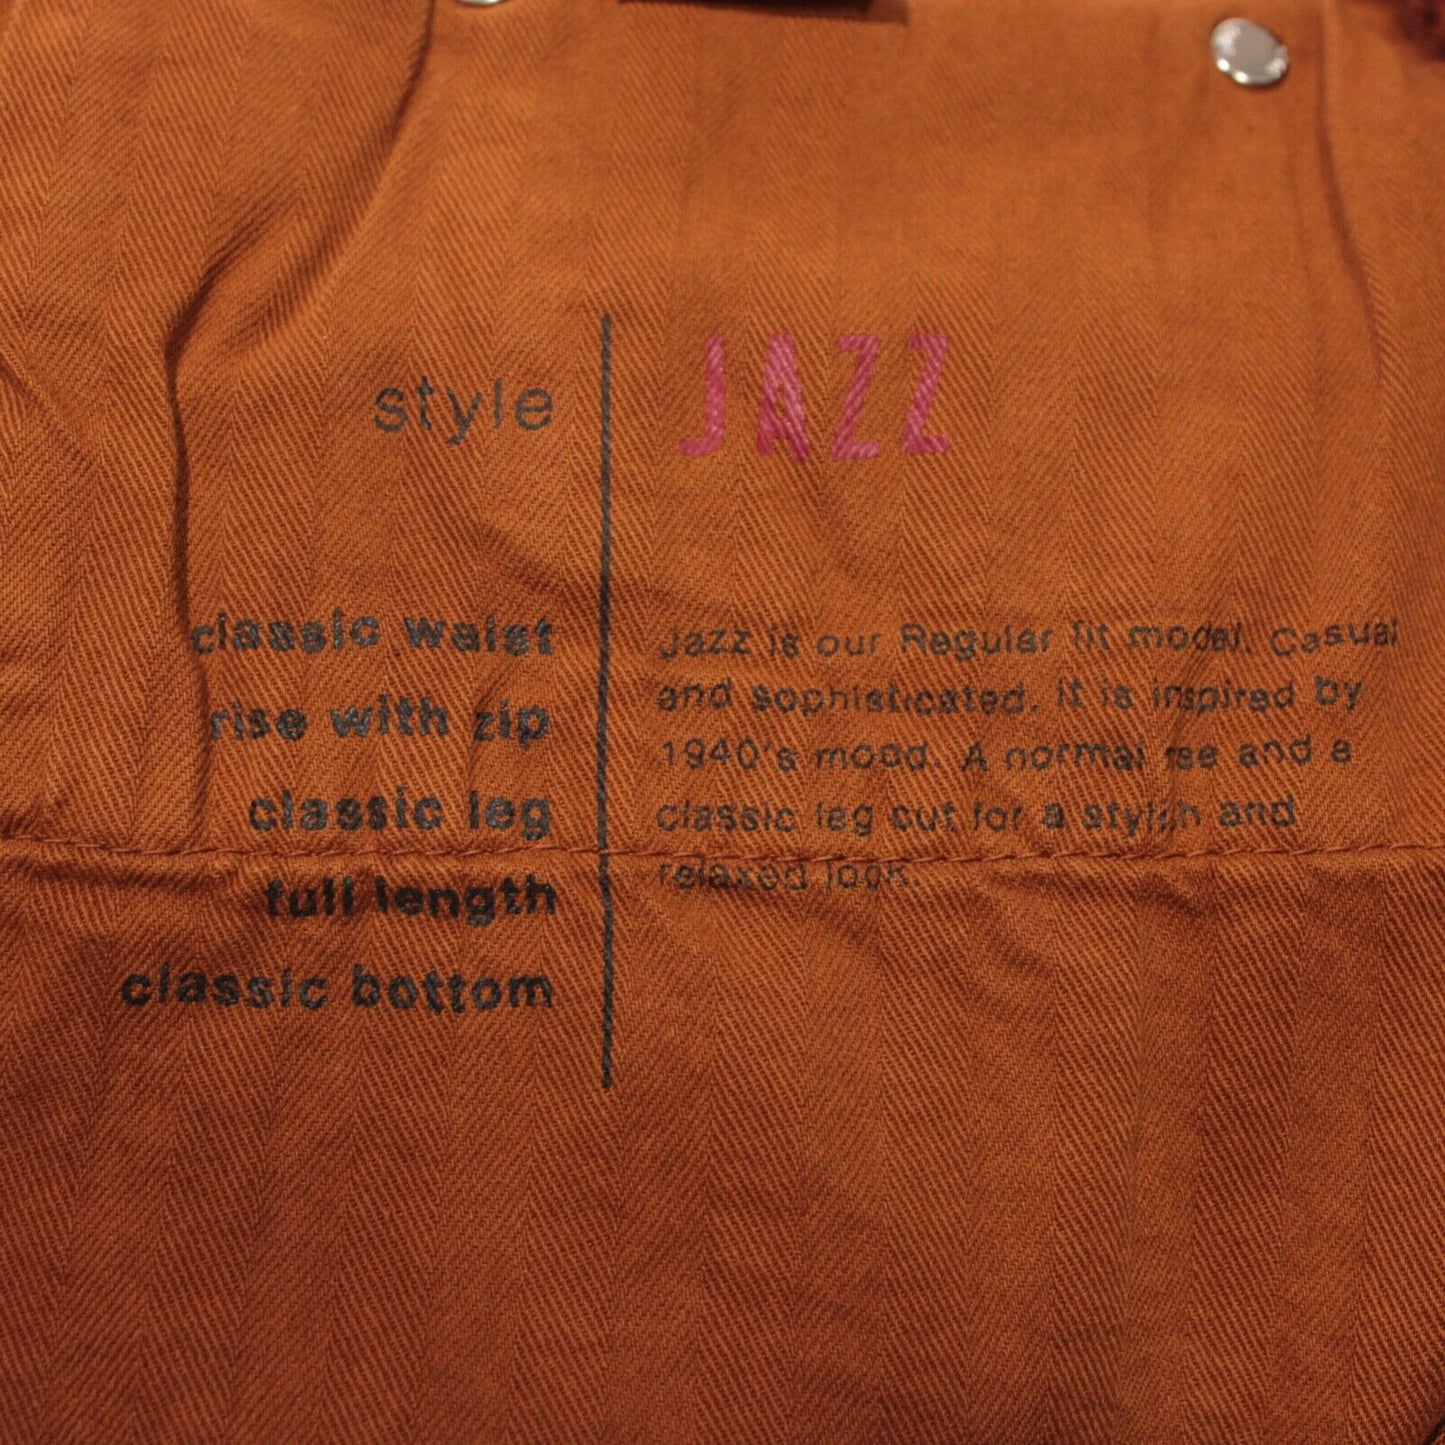 style
JAZZ
classic waist
rise with zip
classic leg
full length
classic bottom
Jazz is our Regular fit model. Casual
and sophisticated. It is inspired by
1940's mood. A normal rise and a
classic leg cut for a stylish and
relaxed look.